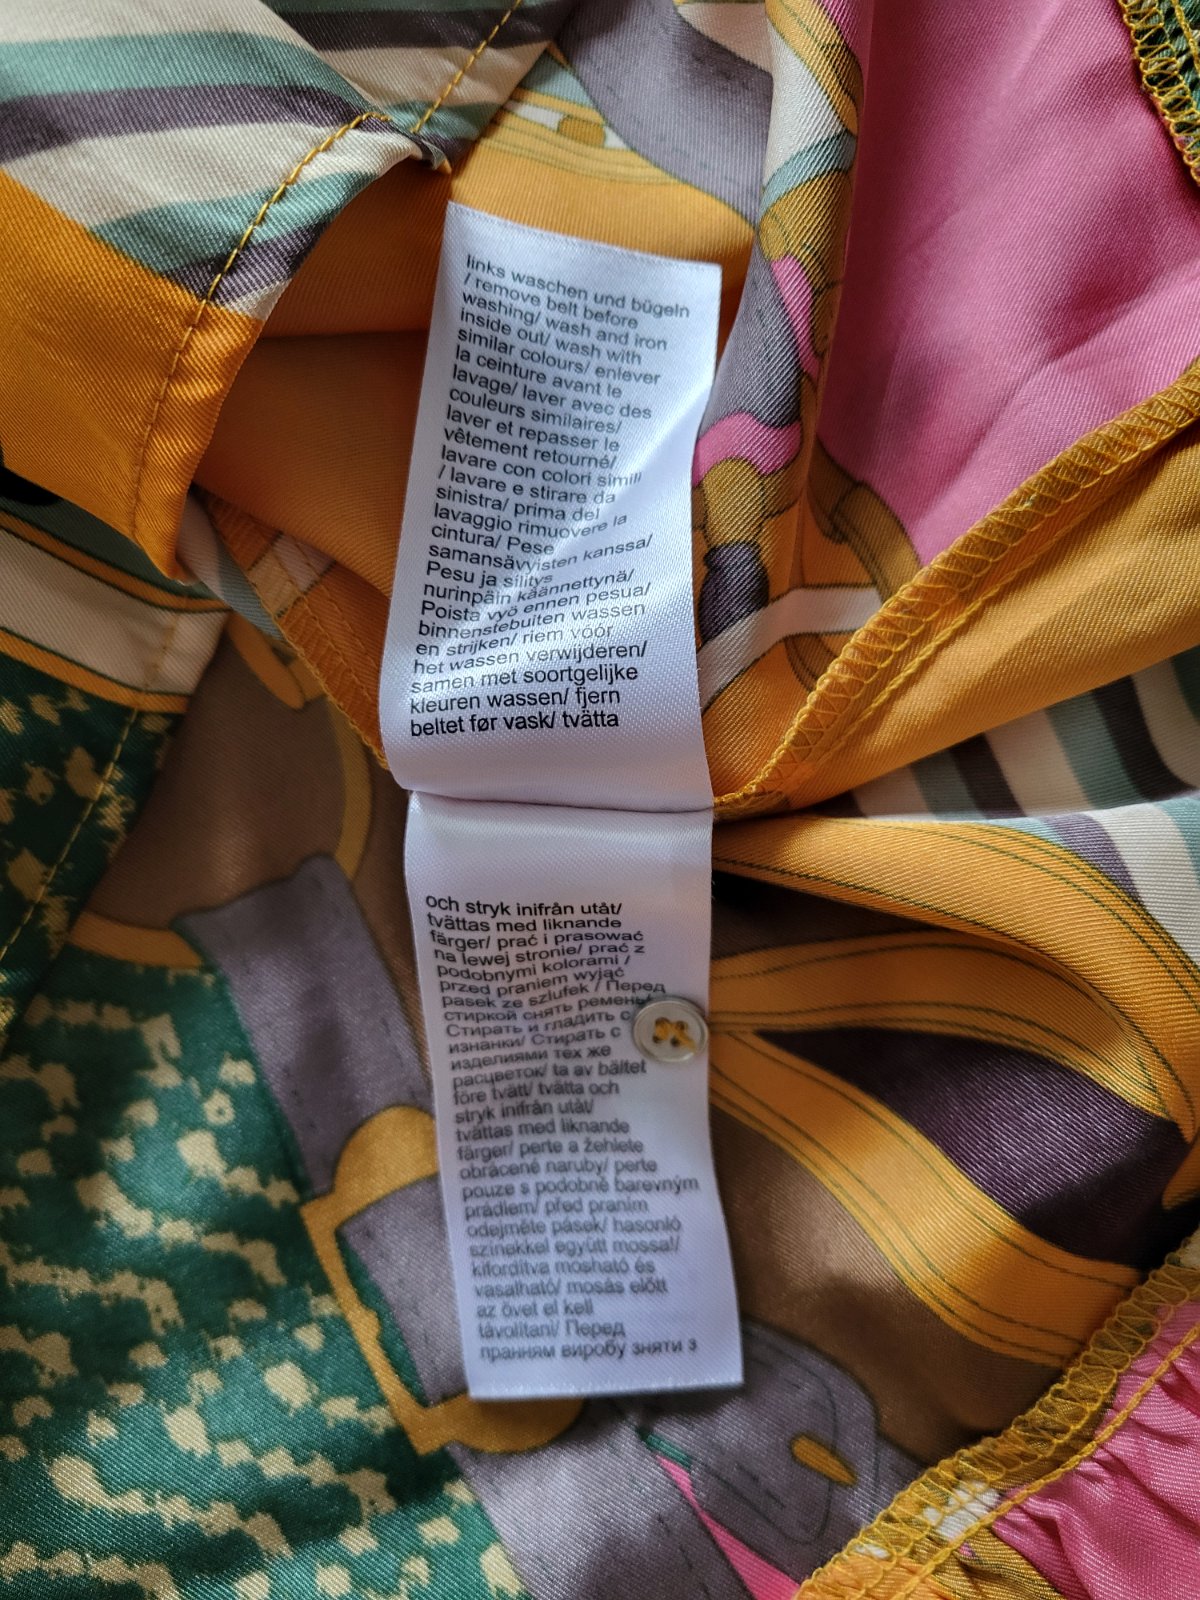 links waschen und bügeln
/ remove belt before
washing/ wash and iron
inside out/ wash with
similar colours/ enlever
la ceinture avant le
lavage/ laver avec des
couleurs similaires/
laver et repasser le
vêtement retourné/
lavare con colori simili
/ lavare e stirare da
sinistra/ prima del
lavaggio rimuovere la
cintura/ Pese
samansävyisten kanssa/
Pesu ja silitys
nurinpäin käännettynä/
Poista vyö ennen pesua/
binnenstebuiten wassen
en strijken/ riem vóór
het wassen verwijderen/
samen met soortgelijke
kleuren wassen/ fjern
beltet før vask/ tvätta
och stryk inifrån utåt/
tvättas med liknande
färger/ prać i prasować
na lewej stronie/ prać z
podobnymi kolorami /
przed praniem wyjąć
pasek ze szlufek / Перед
стиркой снять ремень/
Стирать и гладить с
изнанки/ Стирать с
изделиями тех же
расцветок/ ta av bältet
före tvätt/ tvätta och
stryk inifrån utåt/
tvättas med liknande
färger/ perte a žehlete
obrácené naruby/ perte
pouze s podobně barevným
prádlem/ před praním
odejměte pásek/ hasonló
színekkel együtt mossa!/
kifordítva mosható és
vasalható/ mosás előtt
az övet el kell
távolítani/ Перед
пранням виробу зняти з